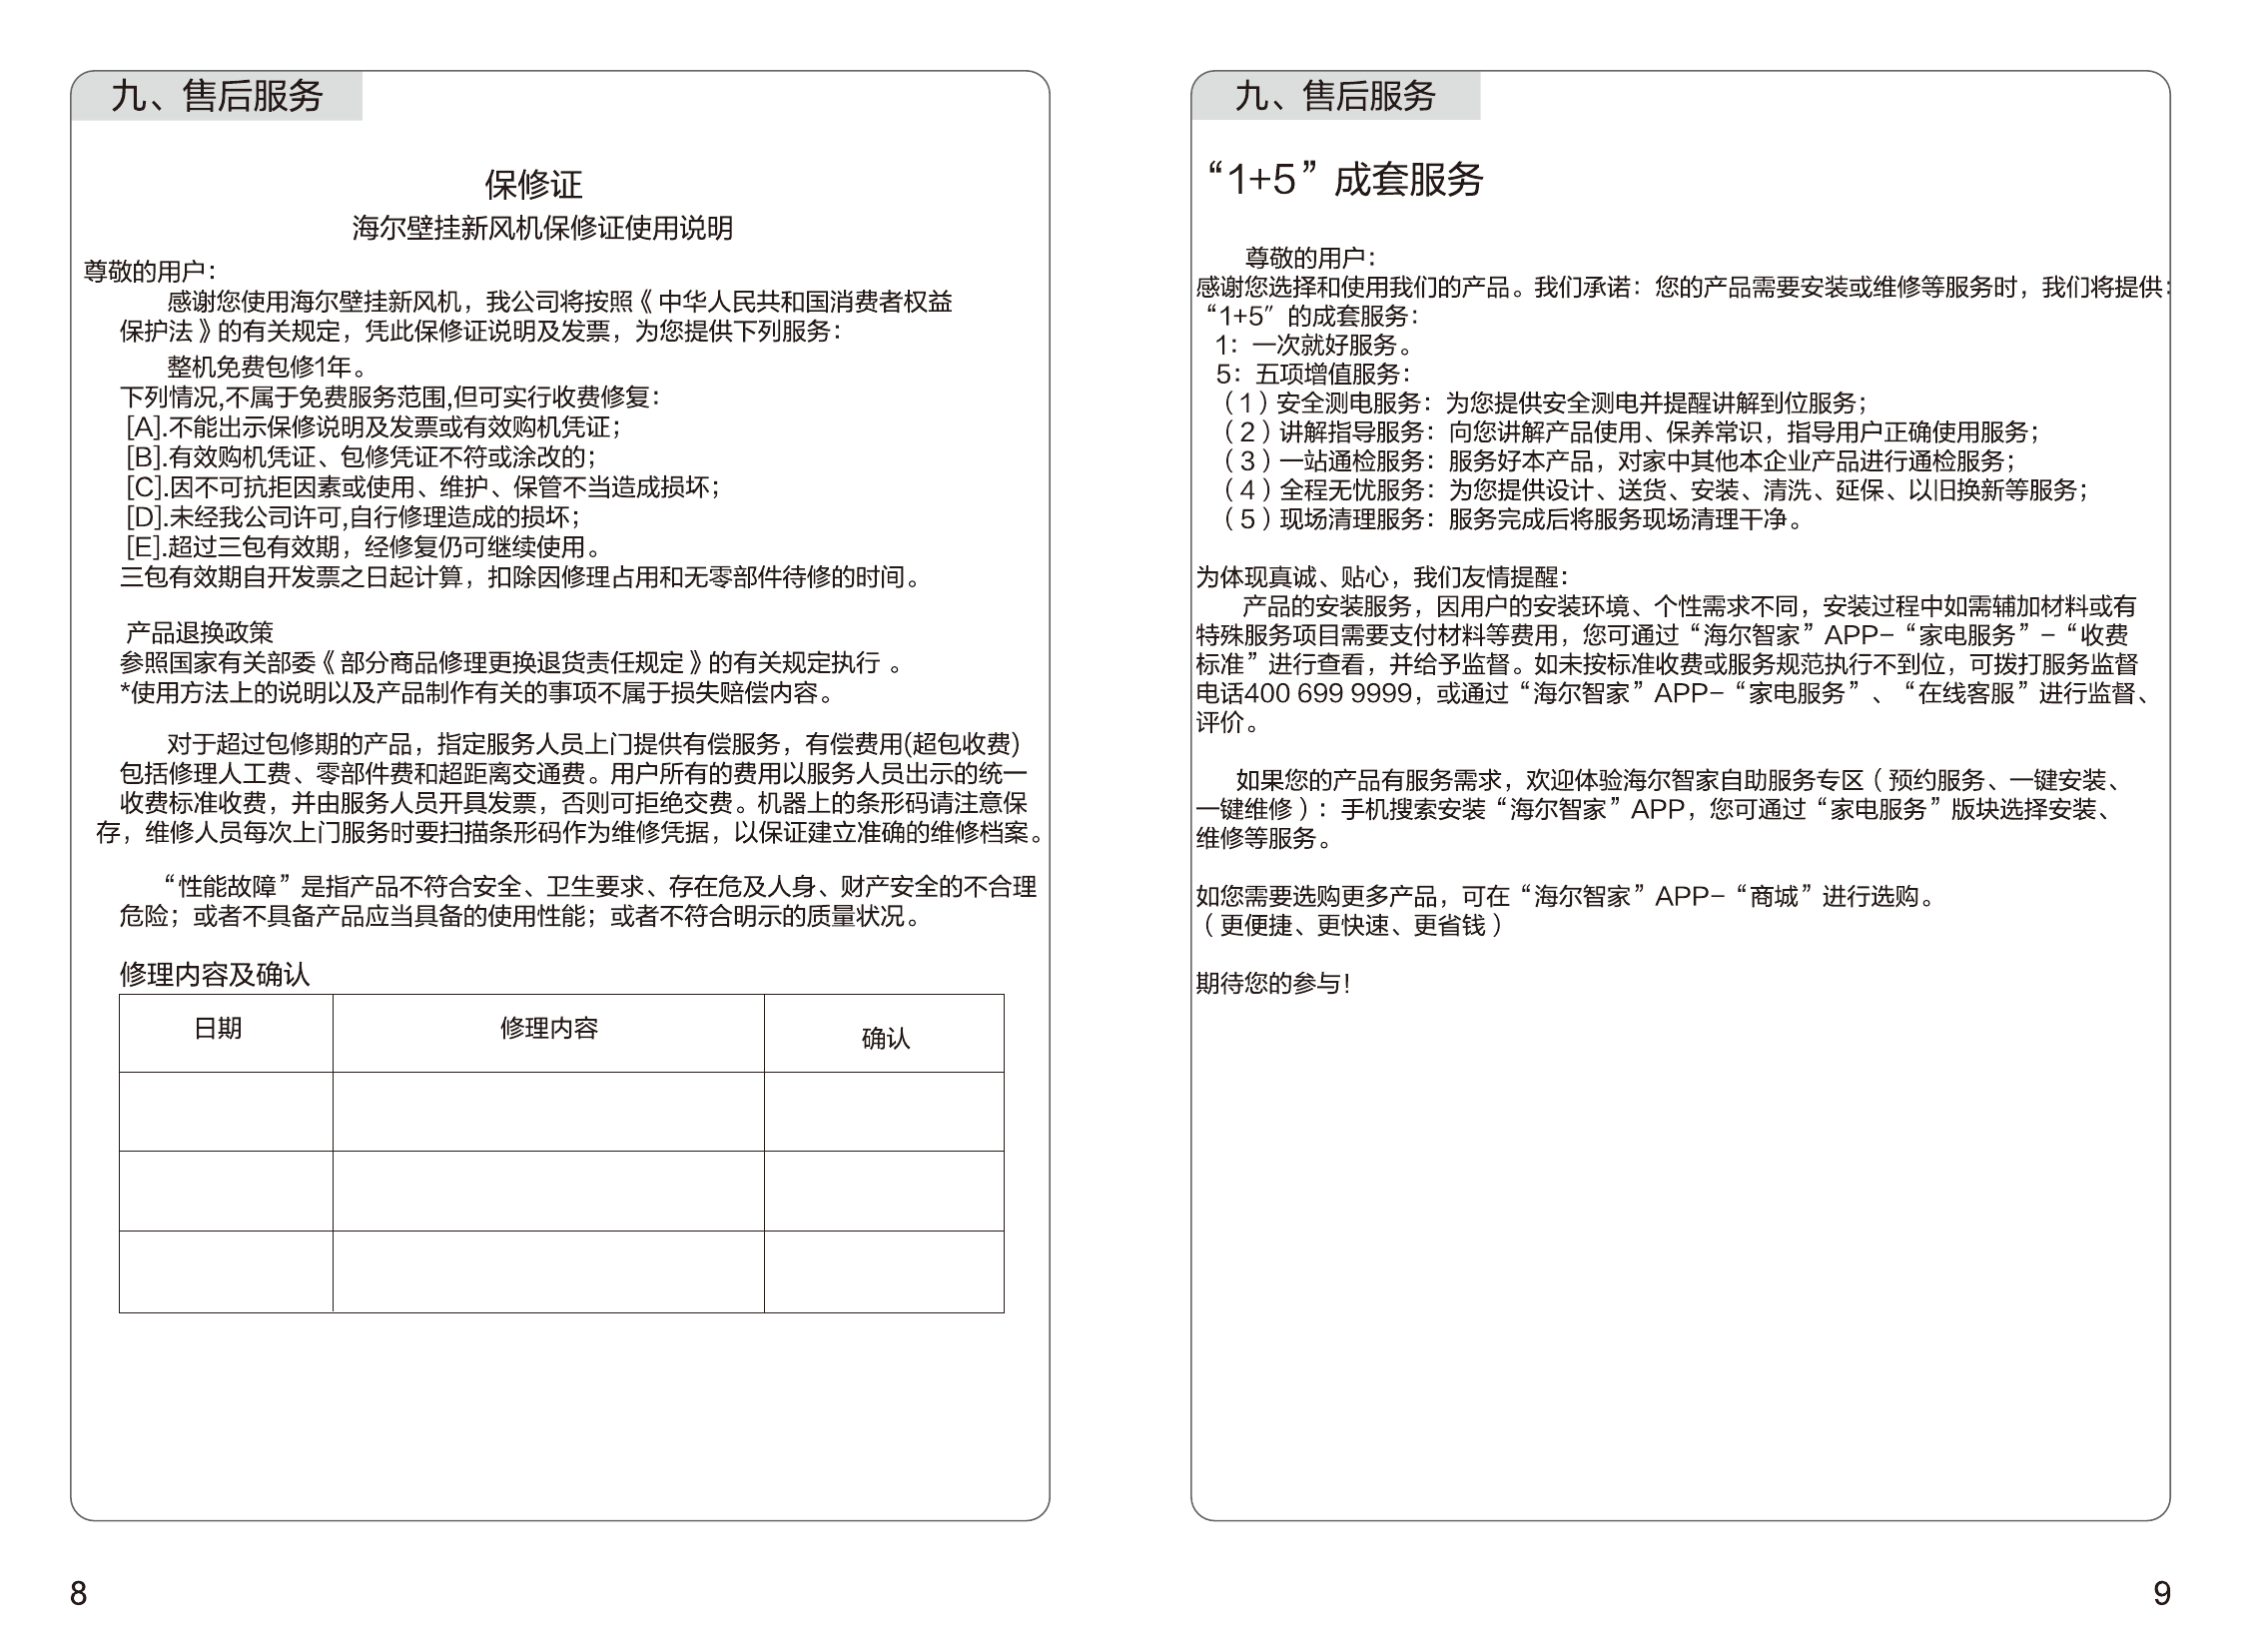 九、售后服务
保修证
海尔壁挂新风机保修证使用说明
尊敬的用户：
感谢您使用海尔壁挂新风机，我公司将按照《中华人民共和国消费者权益
保护法》的有关规定，凭此保修证说明及发票，为您提供下列服务：
整机免费包修1年。
下列情况,不属于免费服务范围,但可实行收费修复：
[A].不能出示保修说明及发票或有效购机凭证；
[B].有效购机凭证、包修凭证不符或涂改的；
[C].因不可抗拒因素或使用、维护、保管不当造成损坏；
[D].未经我公司许可,自行修理造成的损坏；
[E].超过三包有效期，经修复仍可继续使用。
三包有效期自开发票之日起计算，扣除因修理占用和无零部件待修的时间。
产品退换政策
参照国家有关部委《部分商品修理更换退货责任规定》的有关规定执行 。
*使用方法上的说明以及产品制作有关的事项不属于损失赔偿内容。
对于超过包修期的产品，指定服务人员上门提供有偿服务，有偿费用(超包收费)
包括修理人工费、零部件费和超距离交通费。用户所有的费用以服务人员出示的统一
收费标准收费，并由服务人员开具发票，否则可拒绝交费。机器上的条形码请注意保
存，维修人员每次上门服务时要扫描条形码作为维修凭据，以保证建立准确的维修档案。
“性能故障”是指产品不符合安全、卫生要求、存在危及人身、财产安全的不合理
危险；或者不具备产品应当具备的使用性能；或者不符合明示的质量状况。
修理内容及确认
日期 修理内容 确认
8
九、售后服务
“1+5”成套服务
尊敬的用户：
感谢您选择和使用我们的产品。我们承诺：您的产品需要安装或维修等服务时，我们将提供：
“1+5″的成套服务：
1：一次就好服务。
5：五项增值服务：
（1）安全测电服务：为您提供安全测电并提醒讲解到位服务；
（2）讲解指导服务：向您讲解产品使用、保养常识，指导用户正确使用服务；
（3）一站通检服务：服务好本产品，对家中其他本企业产品进行通检服务；
（4）全程无忧服务：为您提供设计、送货、安装、清洗、延保、以旧换新等服务；
（5）现场清理服务：服务完成后将服务现场清理干净。
为体现真诚、贴心，我们友情提醒：
产品的安装服务，因用户的安装环境、个性需求不同，安装过程中如需辅加材料或有
特殊服务项目需要支付材料等费用，您可通过“海尔智家”APP–“家电服务”–“收费
标准”进行查看，并给予监督。如未按标准收费或服务规范执行不到位，可拨打服务监督
电话400 699 9999，或通过“海尔智家”APP–“家电服务”、“在线客服”进行监督、
评价。
如果您的产品有服务需求，欢迎体验海尔智家自助服务专区（预约服务、一键安装、
一键维修）：手机搜索安装“海尔智家”APP，您可通过“家电服务”版块选择安装、
维修等服务。
如您需要选购更多产品，可在“海尔智家”APP–“商城”进行选购。
（更便捷、更快速、更省钱）
期待您的参与！
9